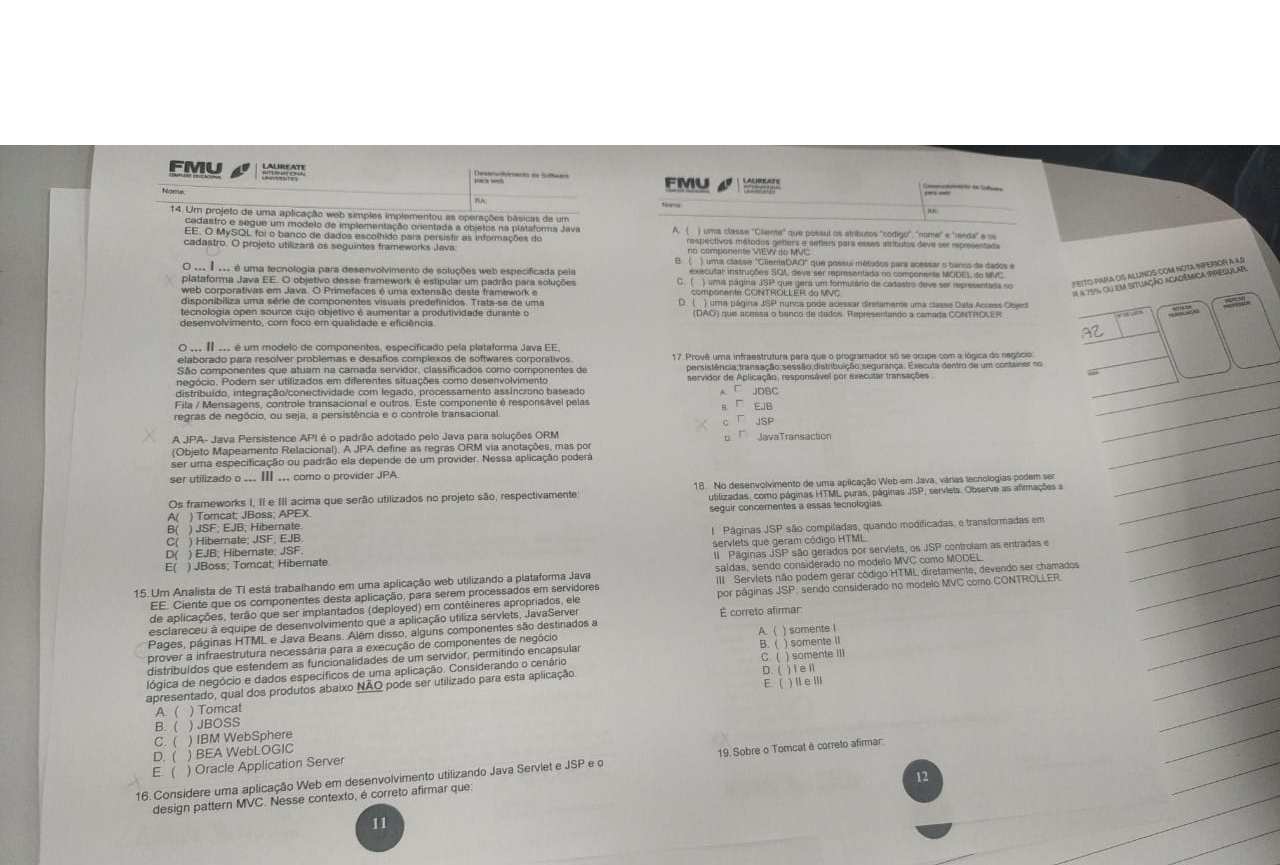 FMU
LAUREATE
INTERNATIONAL
UNIVERSITIES
Desenvolvimento de Software
para web
Nome:
RA:
14. Um projeto de uma aplicação web simples implementou as operações básicas de um
cadastro e segue um modelo de implementação orientada a objetos na plataforma Java
EE. O MySQL foi o banco de dados escolhido para persistir as informações do
cadastro. O projeto utilizará os seguintes frameworks Java:
O ... I ... é uma tecnologia para desenvolvimento de soluções web especificada pela
plataforma Java EE. O objetivo desse framework é estipular um padrão para soluções
web corporativas em Java. O Primefaces é uma extensão deste framework e
disponibiliza uma série de componentes visuais predefinidos. Trata-se de uma
tecnologia open source cujo objetivo é aumentar a produtividade durante o
desenvolvimento, com foco em qualidade e eficiência.
O ... II ... é um modelo de componentes, especificado pela plataforma Java EE,
elaborado para resolver problemas e desafios complexos de softwares corporativos.
São componentes que atuam na camada servidor, classificados como componentes de
negócio. Podem ser utilizados em diferentes situações como desenvolvimento
distribuído, integração/conectividade com legado, processamento assíncrono baseado
Fila / Mensagens, controle transacional e outros. Este componente é responsável pelas
regras de negócio, ou seja, a persistência e o controle transacional.
A JPA- Java Persistence API é o padrão adotado pelo Java para soluções ORM
(Objeto Mapeamento Relacional). A JPA define as regras ORM via anotações, mas por
ser uma especificação ou padrão ela depende de um provider. Nessa aplicação poderá
ser utilizado o ... III ... como o provider JPA.
Os frameworks I, II e III acima que serão utilizados no projeto são, respectivamente:
A( ) Tomcat; JBoss; APEX.
B( ) JSF; EJB; Hibernate.
C( ) Hibernate; JSF; EJB.
D( ) EJB; Hibernate; JSF.
E( ) JBoss; Tomcat; Hibernate.
15. Um Analista de TI está trabalhando em uma aplicação web utilizando a plataforma Java
EE. Ciente que os componentes desta aplicação, para serem processados em servidores
de aplicações, terão que ser implantados (deployed) em contêineres apropriados, ele
esclareceu à equipe de desenvolvimento que a aplicação utiliza servlets, JavaServer
Pages, páginas HTML e Java Beans. Além disso, alguns componentes são destinados a
prover a infraestrutura necessária para a execução de componentes de negócio
distribuídos que estendem as funcionalidades de um servidor, permitindo encapsular
lógica de negócio e dados específicos de uma aplicação. Considerando o cenário
apresentado, qual dos produtos abaixo NÃO pode ser utilizado para esta aplicação.
A. ( ) Tomcat
B. ( ) JBOSS
C. ( ) IBM WebSphere
D. ( ) BEA WebLOGIC
E. ( ) Oracle Application Server
16. Considere uma aplicação Web em desenvolvimento utilizando Java Servlet e JSP e o
design pattern MVC. Nesse contexto, é correto afirmar que:
11
FMU
LAUREATE
Nome:
RA:
A. ( ) uma classe "Cliente" que possui os atributos "codigo", "nome" e "renda" e os
respectivos métodos getters e setters para esses atributos deve ser representada
no componente VIEW do MVC.
B. ( ) uma classe "ClienteDAO" que possui métodos para acessar o banco de dados e
executar instruções SQL deve ser representada no componente MODEL do MVC.
C. ( ) uma página JSP que gera um formulário de cadastro deve ser representada no
componente CONTROLLER do MVC.
D. ( ) uma página JSP nunca pode acessar diretamente uma classe Data Access Object
(DAO) que acessa o banco de dados. Representando a camada CONTROLER
17. Provê uma infraestrutura para que o programador só se ocupe com a lógica do negócio:
persistência;transação;sessão;distribuição;segurança. Executa dentro de um container no
servidor de Aplicação, responsável por executar transações .
A. JDBC
B. EJB
C. JSP
D. JavaTransaction
18. No desenvolvimento de uma aplicação Web em Java, várias tecnologias podem ser
utilizadas, como páginas HTML puras, páginas JSP, servlets. Observe as afirmações a
seguir concernentes a essas tecnologias.
I Páginas JSP são compiladas, quando modificadas, e transformadas em
servlets que geram código HTML.
II Páginas JSP são gerados por servlets, os JSP controlam as entradas e
saídas, sendo considerado no modelo MVC como MODEL.
III Servlets não podem gerar código HTML diretamente, devendo ser chamados
por páginas JSP, sendo considerado no modelo MVC como CONTROLLER.
É correto afirmar:
A. ( ) somente I
B. ( ) somente II
C. ( ) somente III
D. ( ) I e II
E. ( ) II e III
19. Sobre o Tomcat é correto afirmar:
12
FEITO PARA OS ALUNOS COM NOTA INFERIOR A 4,0
R A 75% OU EM SITUAÇÃO ACADÊMICA IRREGULAR.